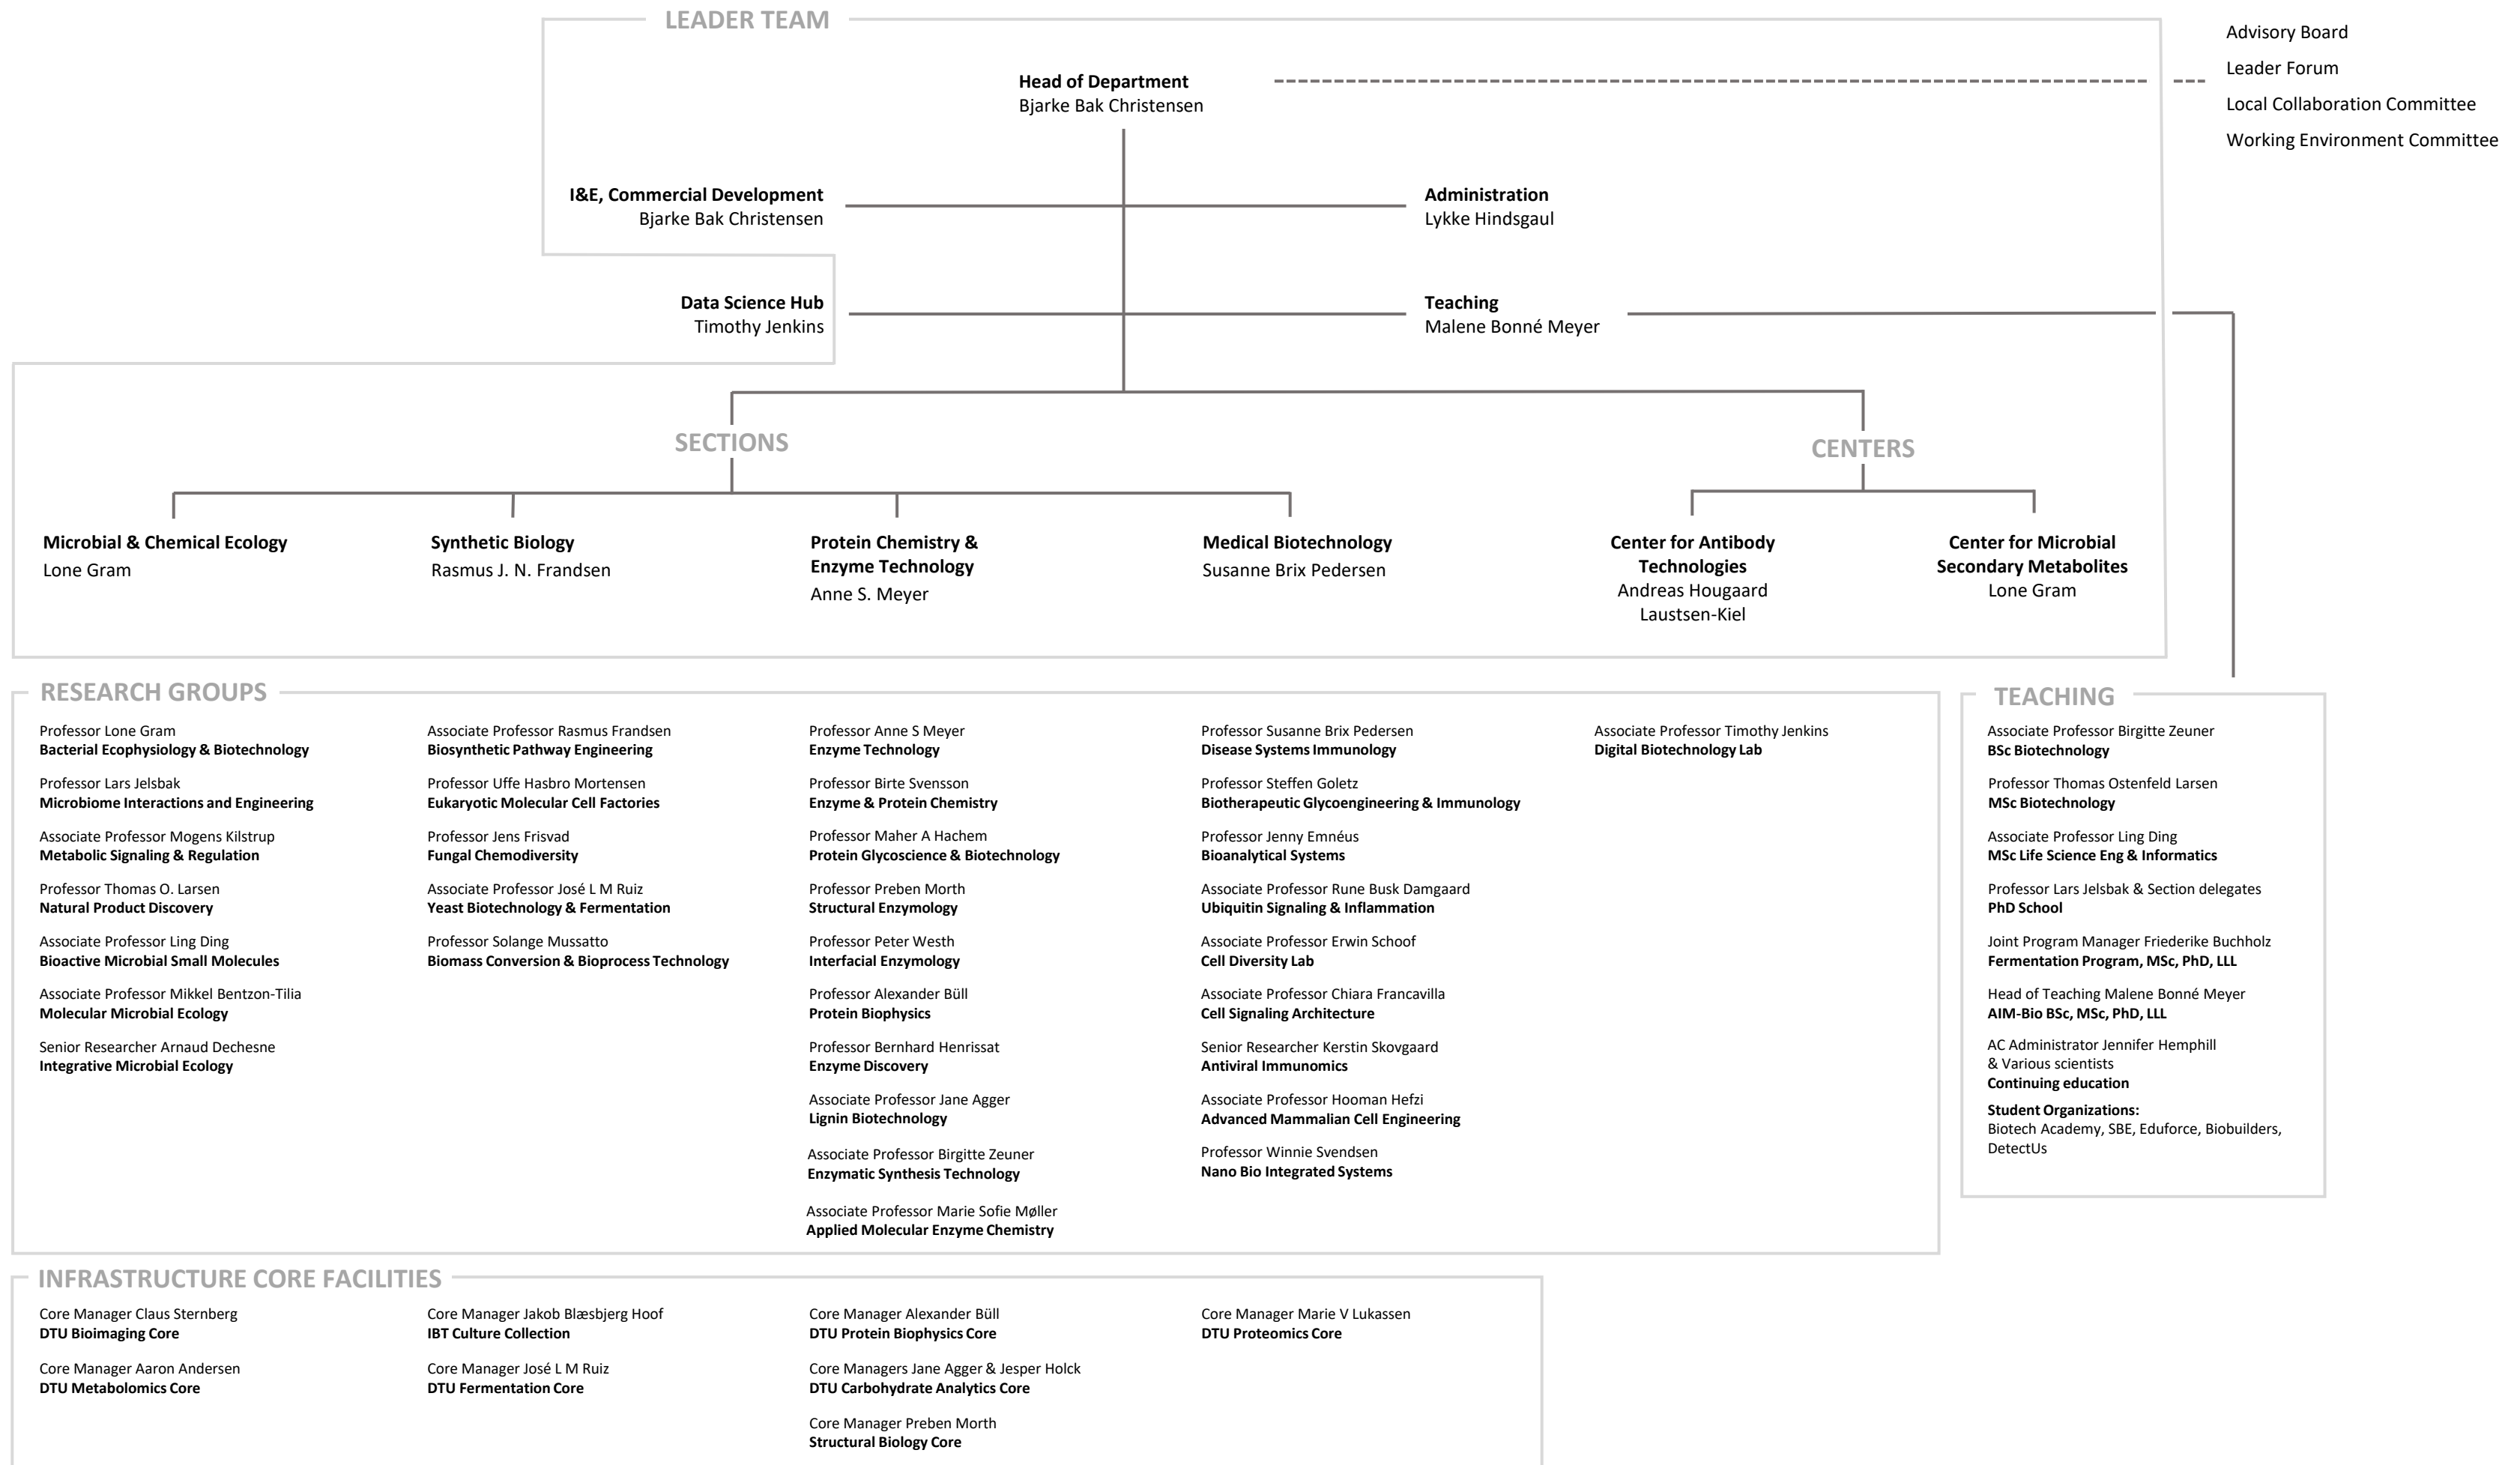 LEADER TEAM
Head of Department
Bjarke Bak Christensen
Advisory Board
Leader Forum
Local Collaboration Committee
Working Environment Committee
I&E, Commercial Development
Bjarke Bak Christensen
Administration
Lykke Hindsgaul
Data Science Hub
Timothy Jenkins
Teaching
Malene Bonné Meyer
SECTIONS
CENTERS
Microbial & Chemical Ecology
Lone Gram
Synthetic Biology
Rasmus J. N. Frandsen
Protein Chemistry &
Enzyme Technology
Anne S. Meyer
Medical Biotechnology
Susanne Brix Pedersen
Center for Antibody
Technologies
Andreas Hougaard
Laustsen-Kiel
Center for Microbial
Secondary Metabolites
Lone Gram
RESEARCH GROUPS
Professor Lone Gram
Bacterial Ecophysiology & Biotechnology
Professor Lars Jelsbak
Microbiome Interactions and Engineering
Associate Professor Mogens Kilstrup
Metabolic Signaling & Regulation
Professor Thomas O. Larsen
Natural Product Discovery
Associate Professor Ling Ding
Bioactive Microbial Small Molecules
Associate Professor Mikkel Bentzon-Tilia
Molecular Microbial Ecology
Senior Researcher Arnaud Dechesne
Integrative Microbial Ecology
Associate Professor Rasmus Frandsen
Biosynthetic Pathway Engineering
Professor Uffe Hasbro Mortensen
Eukaryotic Molecular Cell Factories
Professor Jens Frisvad
Fungal Chemodiversity
Associate Professor José L M Ruiz
Yeast Biotechnology & Fermentation
Professor Solange Mussatto
Biomass Conversion & Bioprocess Technology
Professor Anne S Meyer
Enzyme Technology
Professor Birte Svensson
Enzyme & Protein Chemistry
Professor Maher A Hachem
Protein Glycoscience & Biotechnology
Professor Preben Morth
Structural Enzymology
Professor Peter Westh
Interfacial Enzymology
Professor Alexander Büll
Protein Biophysics
Professor Bernhard Henrissat
Enzyme Discovery
Associate Professor Jane Agger
Lignin Biotechnology
Associate Professor Birgitte Zeuner
Enzymatic Synthesis Technology
Associate Professor Marie Sofie Møller
Applied Molecular Enzyme Chemistry
Professor Susanne Brix Pedersen
Disease Systems Immunology
Professor Steffen Goletz
Biotherapeutic Glycoengineering & Immunology
Professor Jenny Emnéus
Bioanalytical Systems
Associate Professor Rune Busk Damgaard
Ubiquitin Signaling & Inflammation
Associate Professor Erwin Schoof
Cell Diversity Lab
Associate Professor Chiara Francavilla
Cell Signaling Architecture
Senior Researcher Kerstin Skovgaard
Antiviral Immunomics
Associate Professor Hooman Hefzi
Advanced Mammalian Cell Engineering
Professor Winnie Svendsen
Nano Bio Integrated Systems
Associate Professor Timothy Jenkins
Digital Biotechnology Lab
TEACHING
Associate Professor Birgitte Zeuner
BSc Biotechnology
Professor Thomas Ostenfeld Larsen
MSc Biotechnology
Associate Professor Ling Ding
MSc Life Science Eng & Informatics
Professor Lars Jelsbak & Section delegates
PhD School
Joint Program Manager Friederike Buchholz
Fermentation Program, MSc, PhD, LLL
Head of Teaching Malene Bonné Meyer
AIM-Bio BSc, MSc, PhD, LLL
AC Administrator Jennifer Hemphill
& Various scientists
Continuing education
Student Organizations:
Biotech Academy, SBE, Eduforce, Biobuilders,
DetectUs
INFRASTRUCTURE CORE FACILITIES
Core Manager Claus Sternberg
DTU Bioimaging Core
Core Manager Aaron Andersen
DTU Metabolomics Core
Core Manager Jakob Blæsbjerg Hoof
IBT Culture Collection
Core Manager José L M Ruiz
DTU Fermentation Core
Core Manager Alexander Büll
DTU Protein Biophysics Core
Core Managers Jane Agger & Jesper Holck
DTU Carbohydrate Analytics Core
Core Manager Preben Morth
Structural Biology Core
Core Manager Marie V Lukassen
DTU Proteomics Core